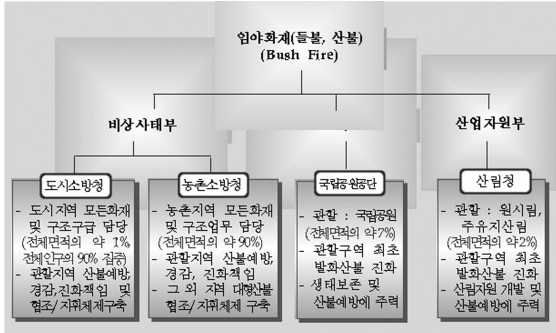 임야화재(들불, 산불)
(Bush Fire)
비상사태부
산업자원부
도시소방청
- 도시지역 모든화재
및 구조구급 담당
(전체면적의 약 1%,
전체인구의 90% 집중)
- 관할지역 산불예방,
경감,진화책임 및
협조/지휘체제구축
농촌소방청
- 농촌지역 모든화재
및 구조업무 담당
(전체면적의 약90%)
- 관할지역 산불예방,
경감, 진화책임
- 그 외 지역 대형산불
협조/지휘체제 구축
국립공원공단
- 관할 : 국립공원
(전체면적의 약7%)
- 관할구역 최초
발화산불 진화
- 생태보존 및
산불예방에 주력
산림청
- 관할 : 원시림,
주유지산림
(전체면적의 약2%)
- 관할구역 최초
발화산불 진화
- 산림자원 개발 및
산불예방에 주력